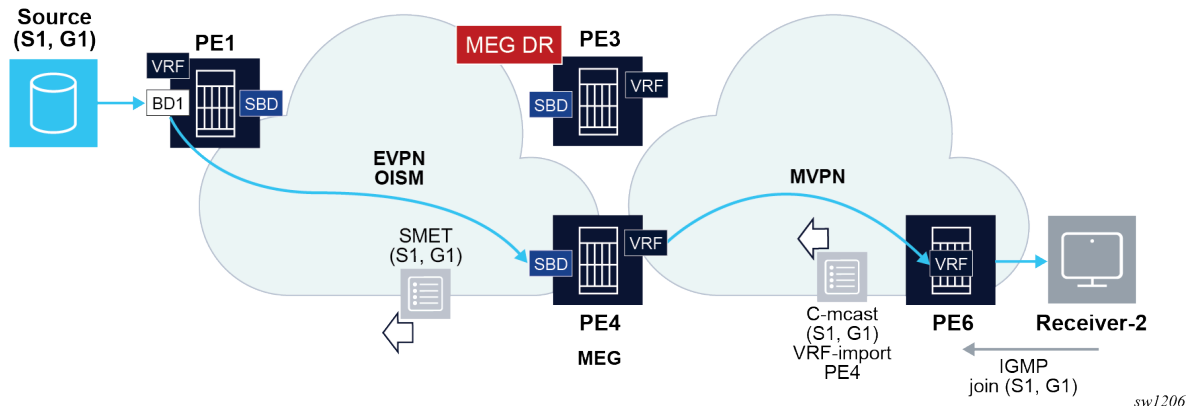 Source
(S1, G1)
PE1
VRF
BD1
SBD
MEG DR
PE3
SBD
VRF
EVPN
OISM
MVPN
SMET
(S1, G1)
SBD
VRF
PE4
MEG
C-mcast
(S1, G1)
VRF-import
PE4
VRF
PE6
Receiver-2
IGMP
join (S1, G1)
sw1206